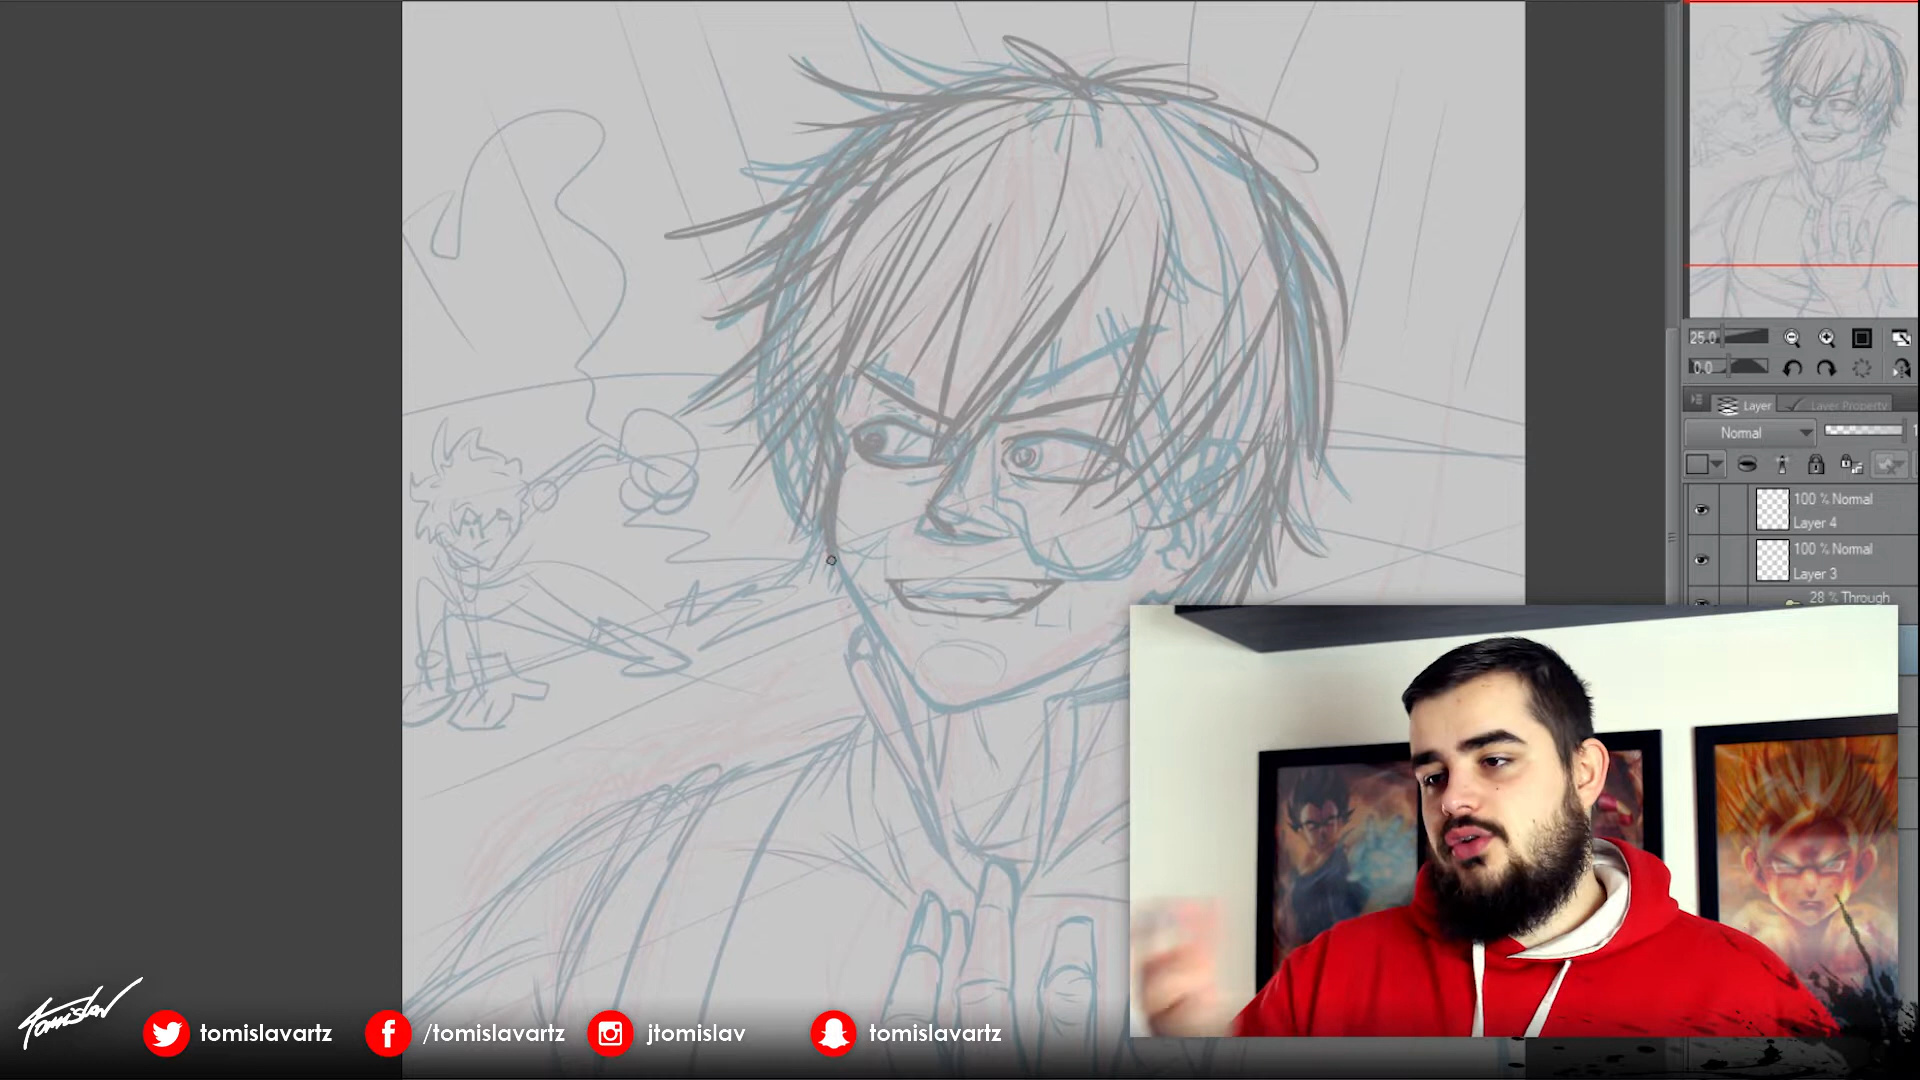 25.0
0.0
Layer
Layer Property
Normal
1
100 % Normal
Layer 4
100 % Normal
Layer 3
28 % Through
Tomislav
tomislavartz
/tomislavartz
jtomislav
tomislavartz